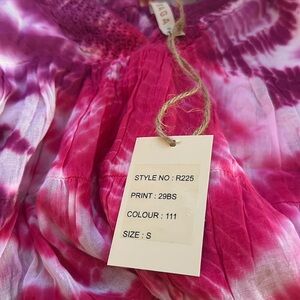 STYLE NO : R225
PRINT : 29BS
COLOUR : 111
SIZE : S